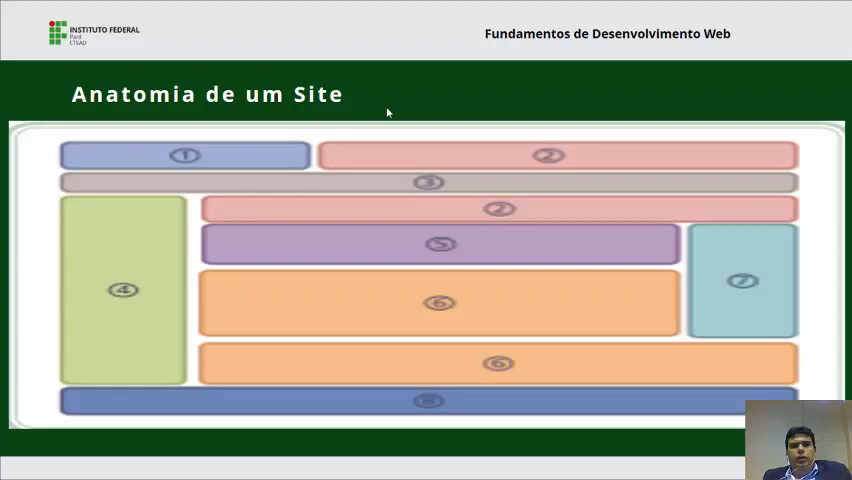 INSTITUTO FEDERAL
Pará
CTEAD
Fundamentos de Desenvolvimento Web
Anatomia de um Site
① ②
③
②
⑤
④ ⑦
⑥
⑥
⑧